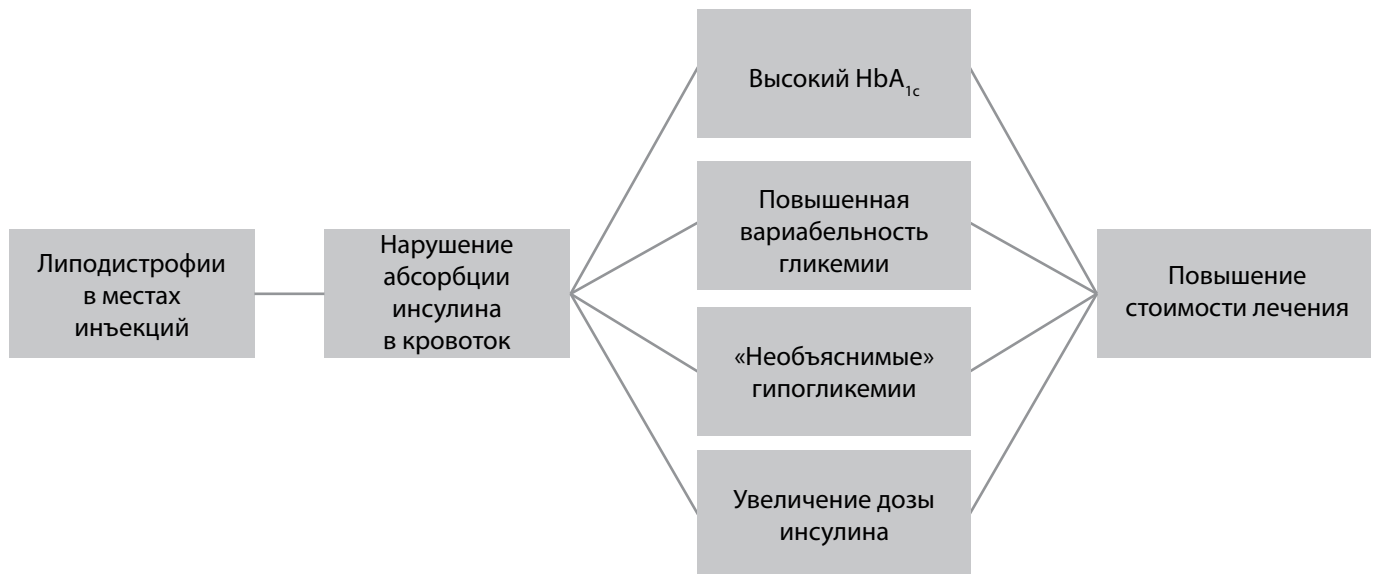 Липодистрофии
в местах
инъекций
Нарушение
абсорбции
инсулина
в кровоток
Высокий HbA1c
Повышенная
вариабельность
гликемии
«Необъяснимые»
гипогликемии
Увеличение дозы
инсулина
Повышение
стоимости лечения